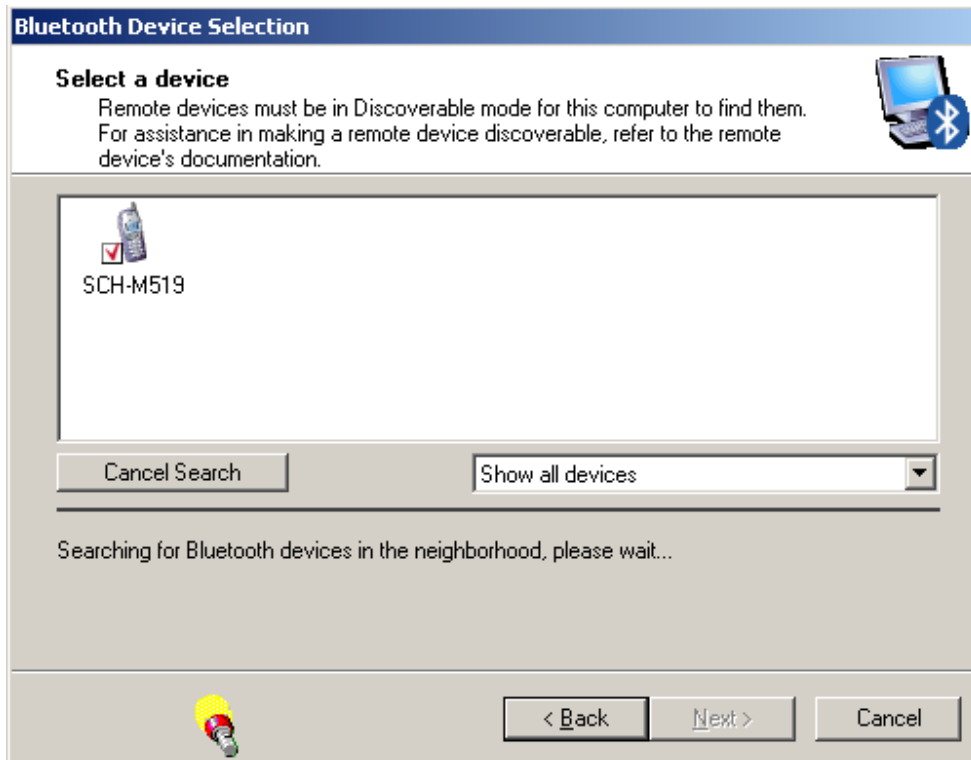 Bluetooth Device Selection
Select a device
Remote devices must be in Discoverable mode for this computer to find them.
For assistance in making a remote device discoverable, refer to the remote
device's documentation.
SCH-M519
Cancel Search
Show all devices
Searching for Bluetooth devices in the neighborhood, please wait...
< Back
Next >
Cancel